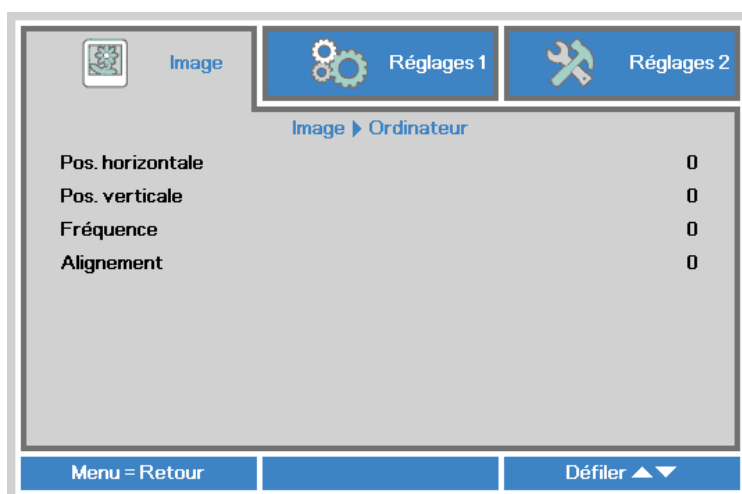 Image
Réglages 1
Réglages 2
Image ▶ Ordinateur
Pos. horizontale 0
Pos. verticale 0
Fréquence 0
Alignement 0
Menu = Retour
Défiler ▲▼